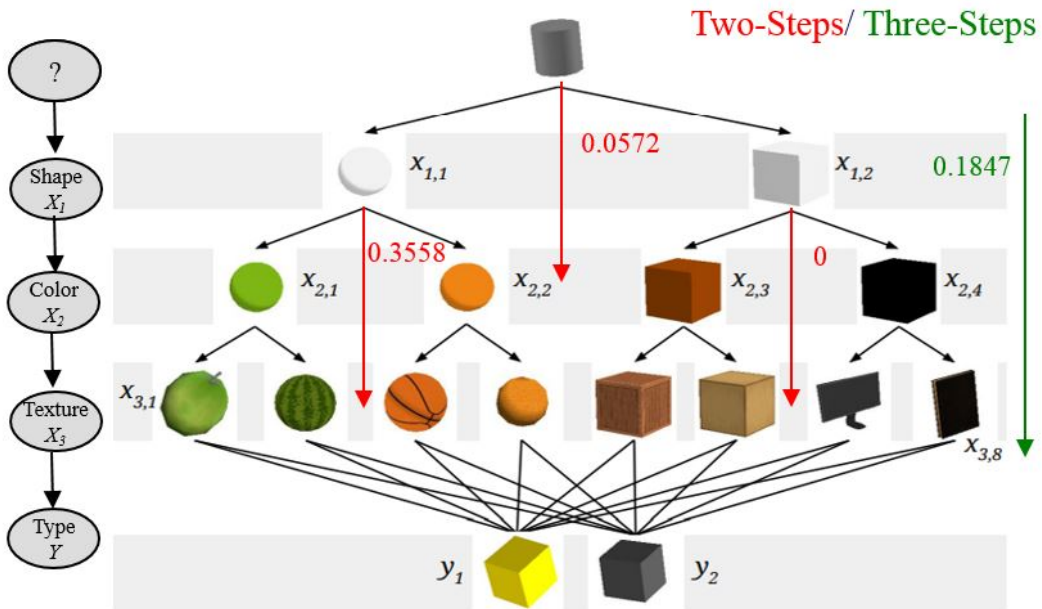 Two-Steps/ Three-Steps
?
0.0572
0.1847
Shape
X1
x1,1
x1,2
0.3558
0
Color
X2
x2,1
x2,2
x2,3
x2,4
Texture
X3
x3,1
x3,8
Type
Y
y1
y2